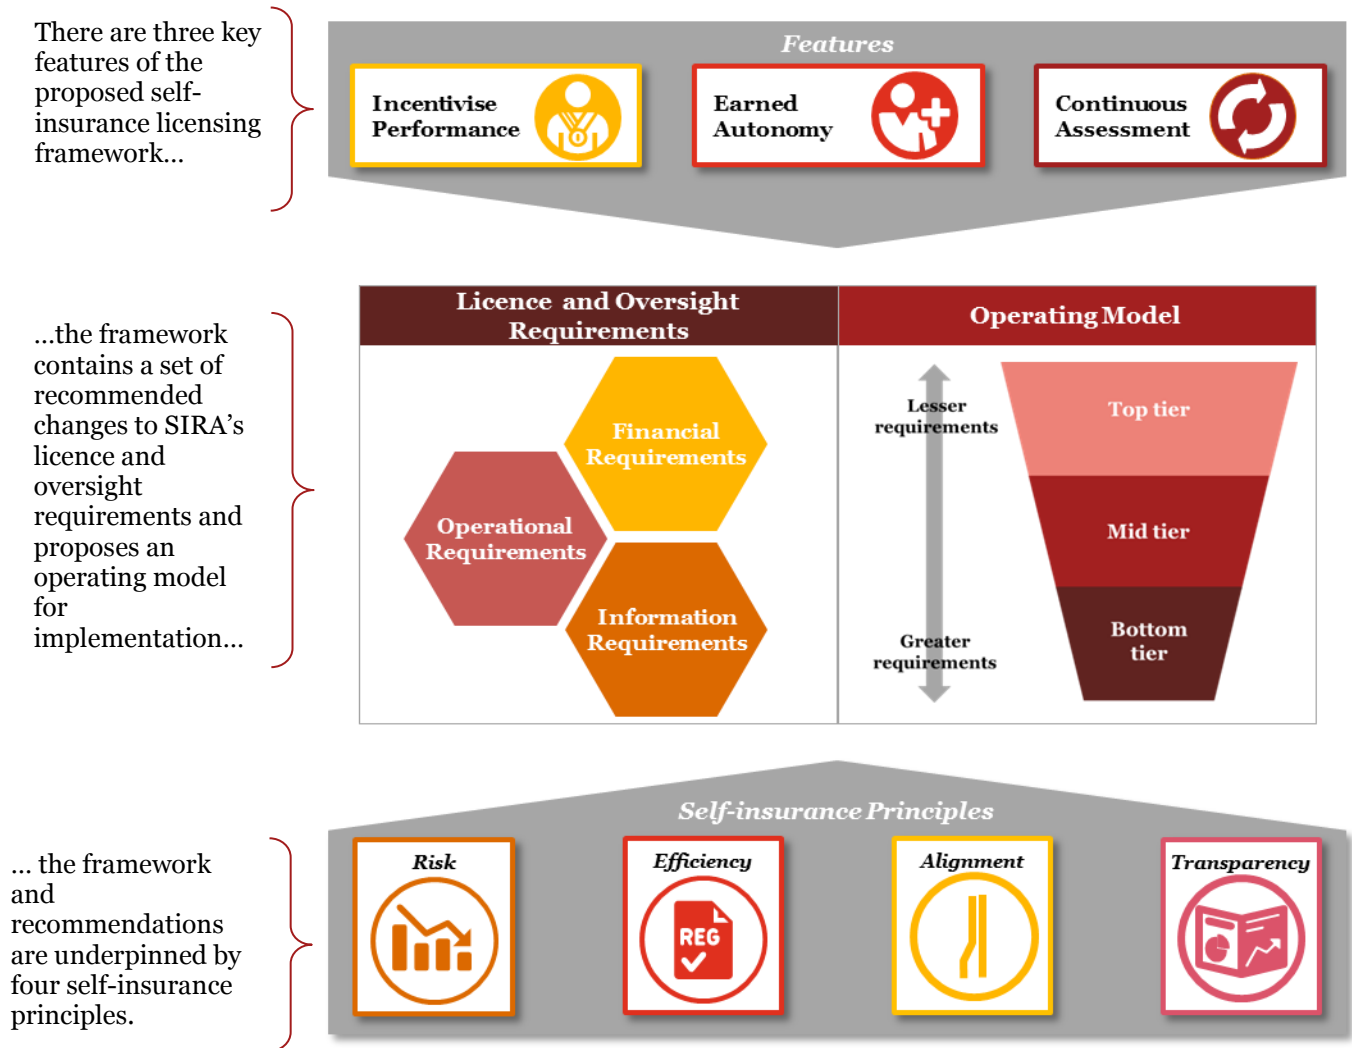 There are three key
features of the
proposed self-
insurance licensing
framework...
Features
Incentivise
Performance
Earned
Autonomy
Continuous
Assessment
...the framework
contains a set of
recommended
changes to SIRA's
licence and
oversight
requirements and
proposes an
operating model
for
implementation...
Licence and Oversight
Requirements
Financial
Requirements
Operational
Requirements
Information
Requirements
Operating Model
Lesser
requirements
Greater
requirements
Top tier
Mid tier
Bottom
tier
... the framework
and
recommendations
are underpinned by
four self-insurance
principles.
Self-insurance Principles
Risk
Efficiency
REG
Alignment
Transparency